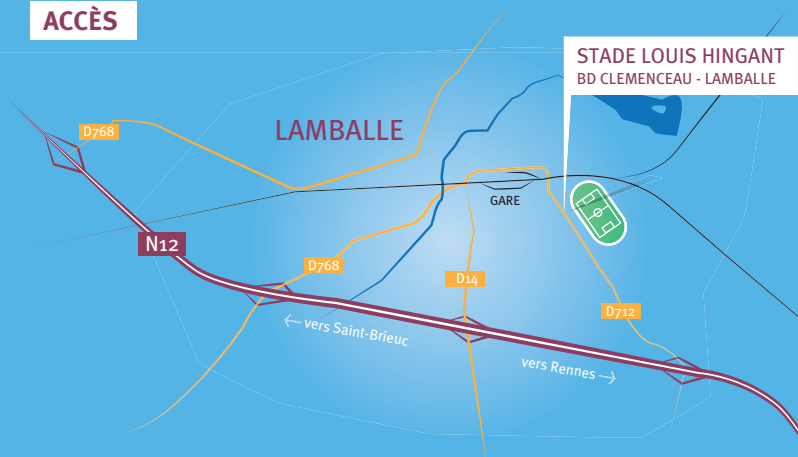 ACCÈS
STADE LOUIS HINGANT
BD CLEMENCEAU - LAMBALLE
D768
LAMBALLE
GARE
N12
D768
D14
D712
vers Saint-Brieuc
vers Rennes